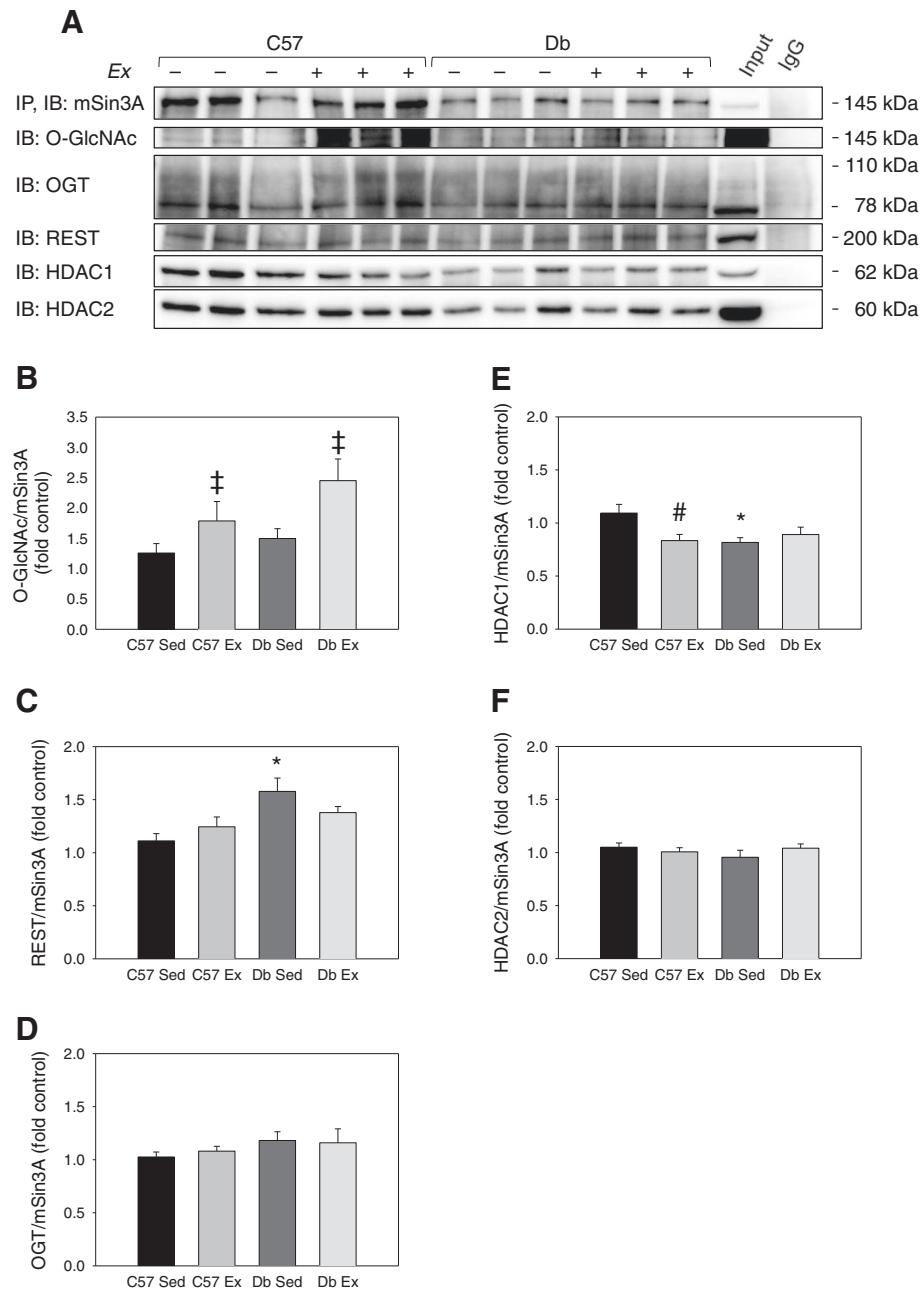 A
C57 Db
Ex – – – + + + – – – + + + Input IgG
IP, IB: mSin3A - 145 kDa
IB: O-GlcNAc - 145 kDa
- 110 kDa
IB: OGT
- 78 kDa
IB: REST - 200 kDa
IB: HDAC1 - 62 kDa
IB: HDAC2 - 60 kDa
B
O-GlcNAc/mSin3A
(fold control)
3.5
3.0
2.5
2.0
1.5
1.0
0.5
0.0
‡ ‡
C57 Sed C57 Ex Db Sed Db Ex
E
HDAC1/mSin3A (fold control)
2.0
1.5
1.0
0.5
0.0
# *
C57 Sed C57 Ex Db Sed Db Ex
C
REST/mSin3A (fold control)
2.0
1.5
1.0
0.5
0.0
*
C57 Sed C57 Ex Db Sed Db Ex
F
HDAC2/mSin3A (fold control)
2.0
1.5
1.0
0.5
0.0
C57 Sed C57 Ex Db Sed Db Ex
D
OGT/mSin3A (fold control)
2.0
1.5
1.0
0.5
0.0
C57 Sed C57 Ex Db Sed Db Ex